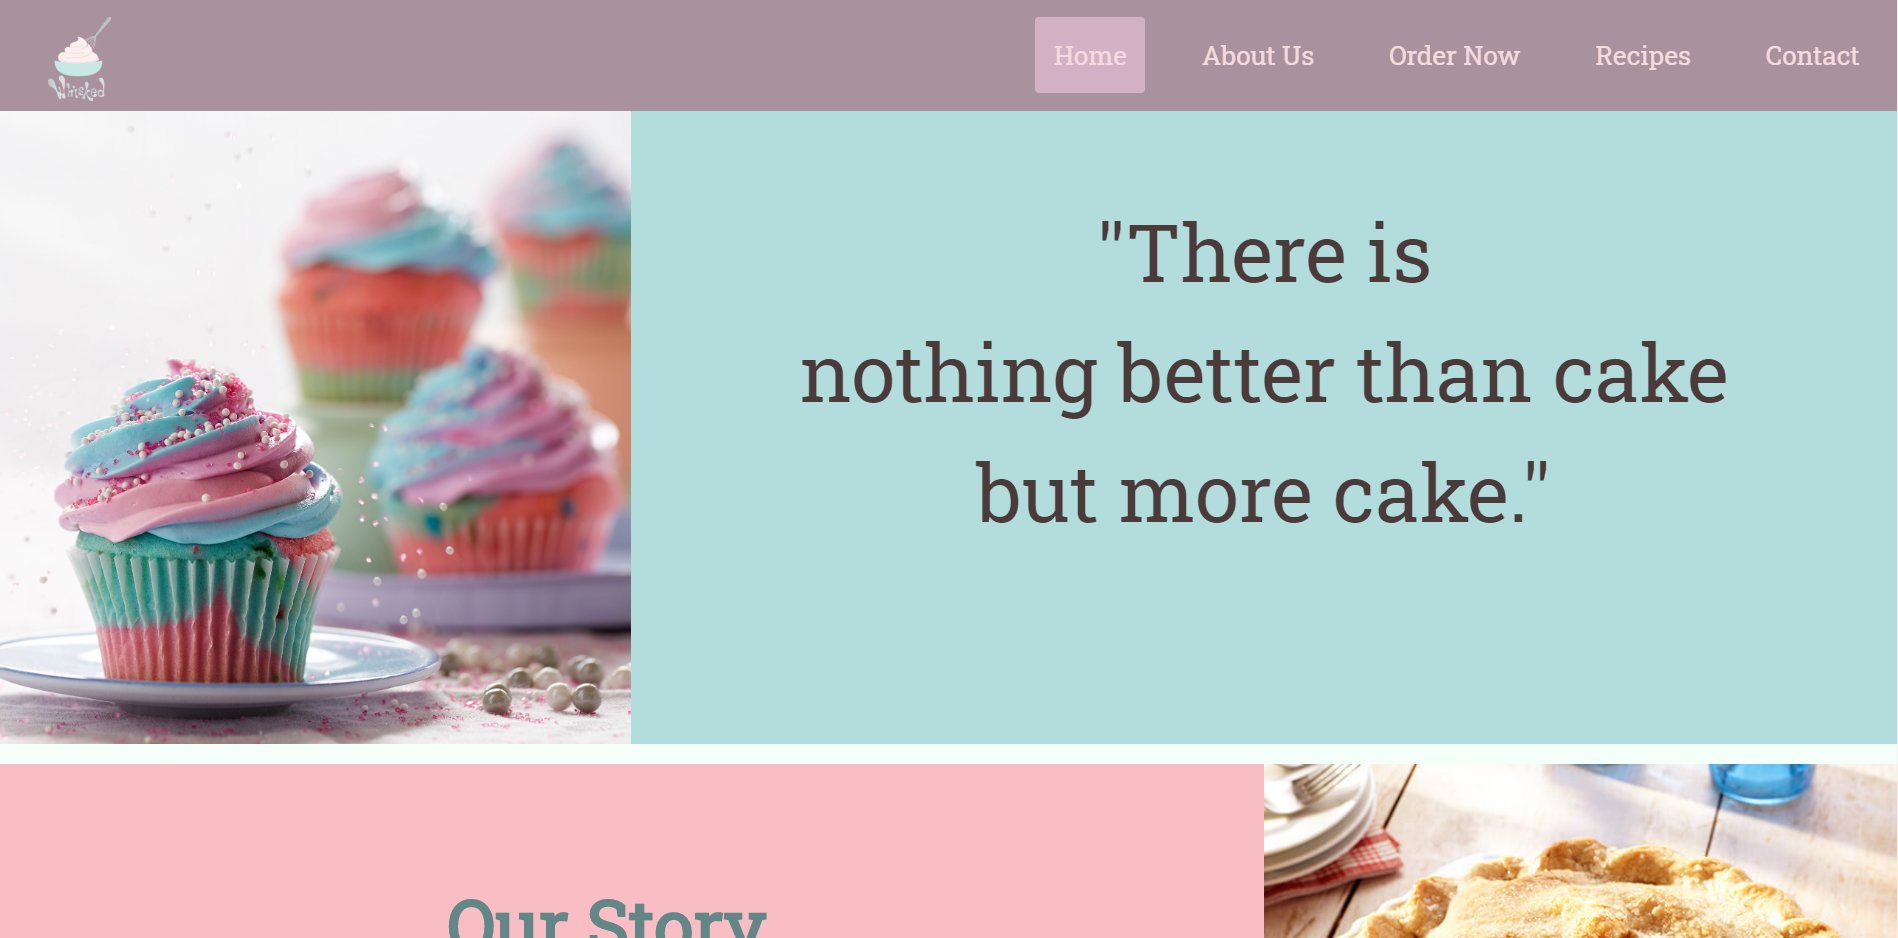 Whisked
Home About Us Order Now Recipes Contact
"There is
nothing better than cake
but more cake."
Our Story